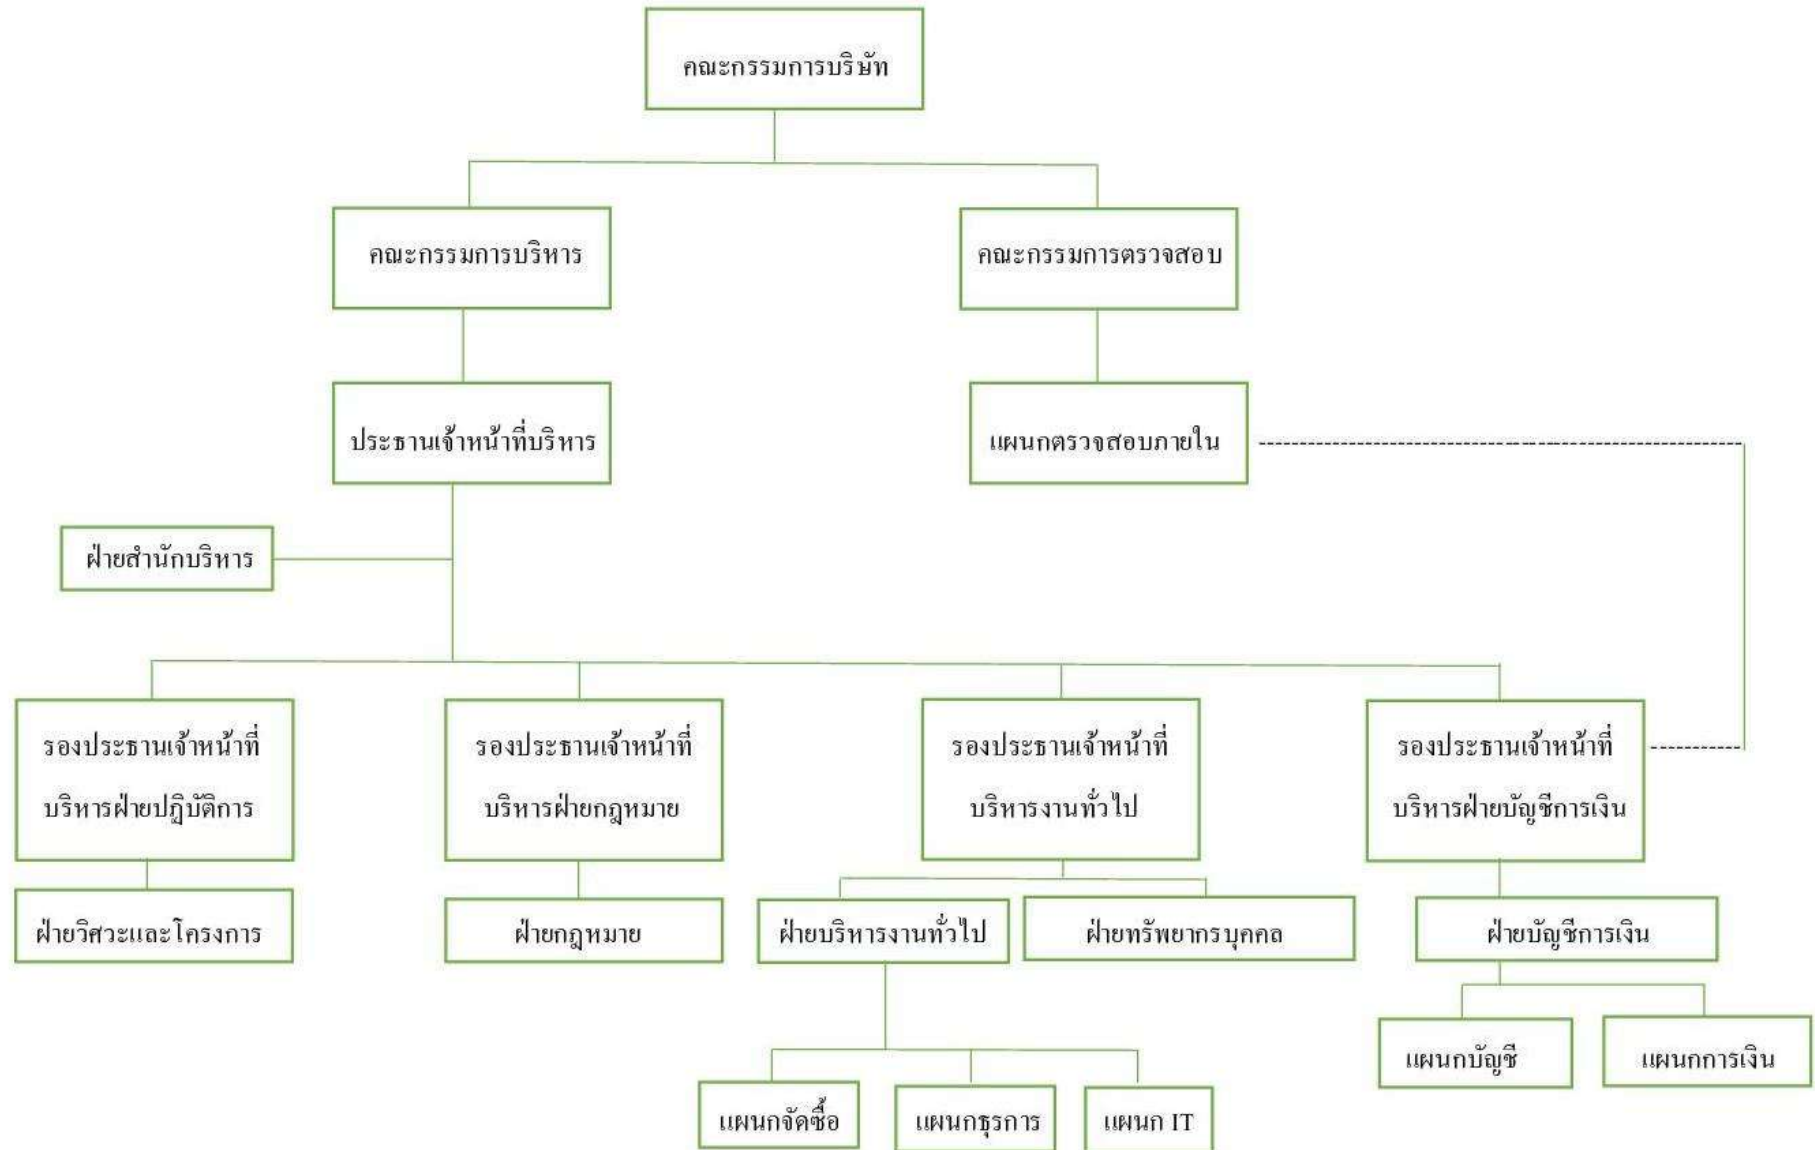 คณะกรรมการบริษัท
คณะกรรมการบริหาร
คณะกรรมการตรวจสอบ
ประธานเจ้าหน้าที่บริหาร
แผนกตรวจสอบภายใน
ฝ่ายสำนักบริหาร
รองประธานเจ้าหน้าที่
บริหารฝ่ายปฏิบัติการ
รองประธานเจ้าหน้าที่
บริหารฝ่ายกฎหมาย
รองประธานเจ้าหน้าที่
บริหารงานทั่วไป
รองประธานเจ้าหน้าที่
บริหารฝ่ายบัญชีการเงิน
ฝ่ายวิศวะและโครงการ
ฝ่ายกฎหมาย
ฝ่ายบริหารงานทั่วไป
ฝ่ายทรัพยากรบุคคล
ฝ่ายบัญชีการเงิน
แผนกบัญชี
แผนกการเงิน
แผนกจัดซื้อ
แผนกธุรการ
แผนก IT